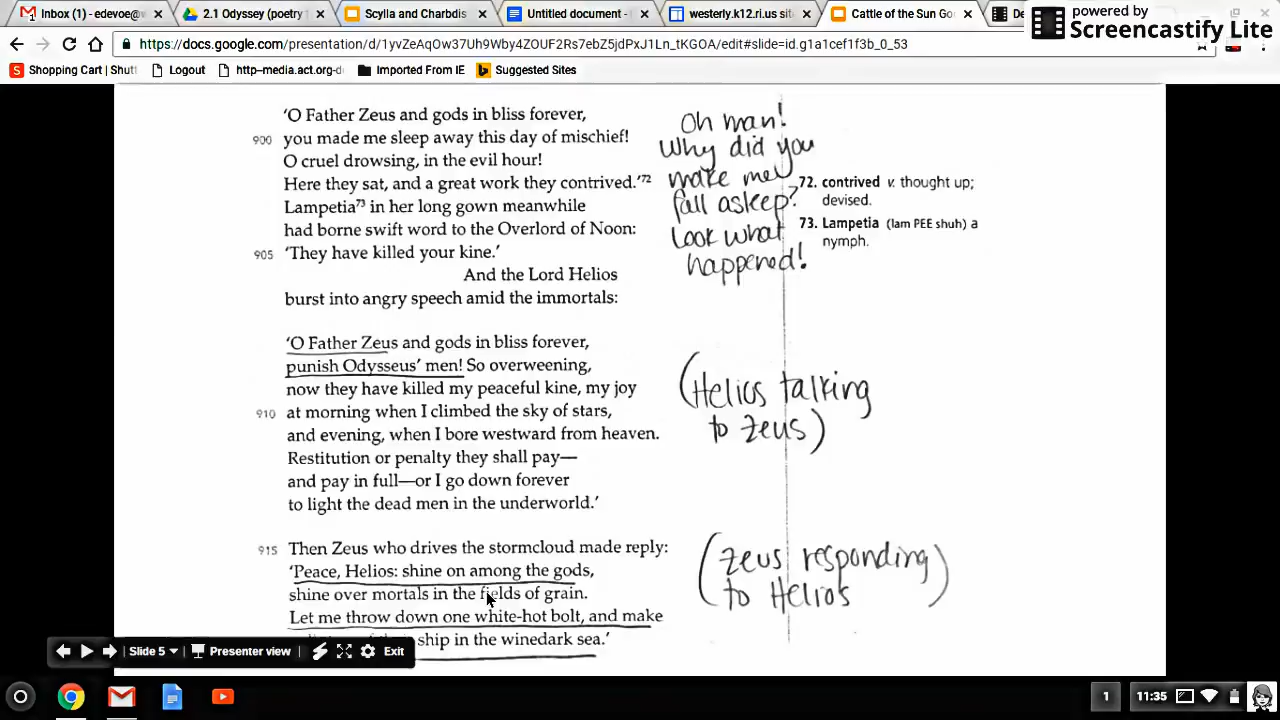 Inbox (1) - edevoe@w
2.1 Odyssey (poetry
Scylla and Charbdis
Untitled document -
westerly.k12.ri.us sit
Cattle of the Sun Go
De
powered by
Screencastify Lite
https://docs.google.com/presentation/d/1yvZeAqOw37Uh9Wby4ZOUF2Rs7ebZ5jdPxJ1Ln_tKGOA/edit#slide=id.g1a1cef1f3b_0_53
Shopping Cart | Shutt
Logout
http--media.act.org-d
Imported From IE
Suggested Sites
'O Father Zeus and gods in bliss forever,
900 you made me sleep away this day of mischief!
O cruel drowsing, in the evil hour!
Here they sat, and a great work they contrived.'72
Lampetia73 in her long gown meanwhile
had borne swift word to the Overlord of Noon:
905 'They have killed your kine.'
And the Lord Helios
burst into angry speech amid the immortals:
Oh man!
Why did you
make me
fall asleep?
Look what
happened!
72. contrived v. thought up;
devised.
73. Lampetia (lam PEE shuh) a
nymph.
'O Father Zeus and gods in bliss forever,
punish Odysseus' men! So overweening,
now they have killed my peaceful kine, my joy
910 at morning when I climbed the sky of stars,
and evening, when I bore westward from heaven.
Restitution or penalty they shall pay—
and pay in full—or I go down forever
to light the dead men in the underworld.'
(Helios talking
to Zeus)
915 Then Zeus who drives the stormcloud made reply:
'Peace, Helios: shine on among the gods,
shine over mortals in the fields of grain.
Let me throw down one white-hot bolt, and make
ship in the winedark sea.'
(Zeus responding
to Helios)
Slide 5
Presenter view
Exit
1
11:35